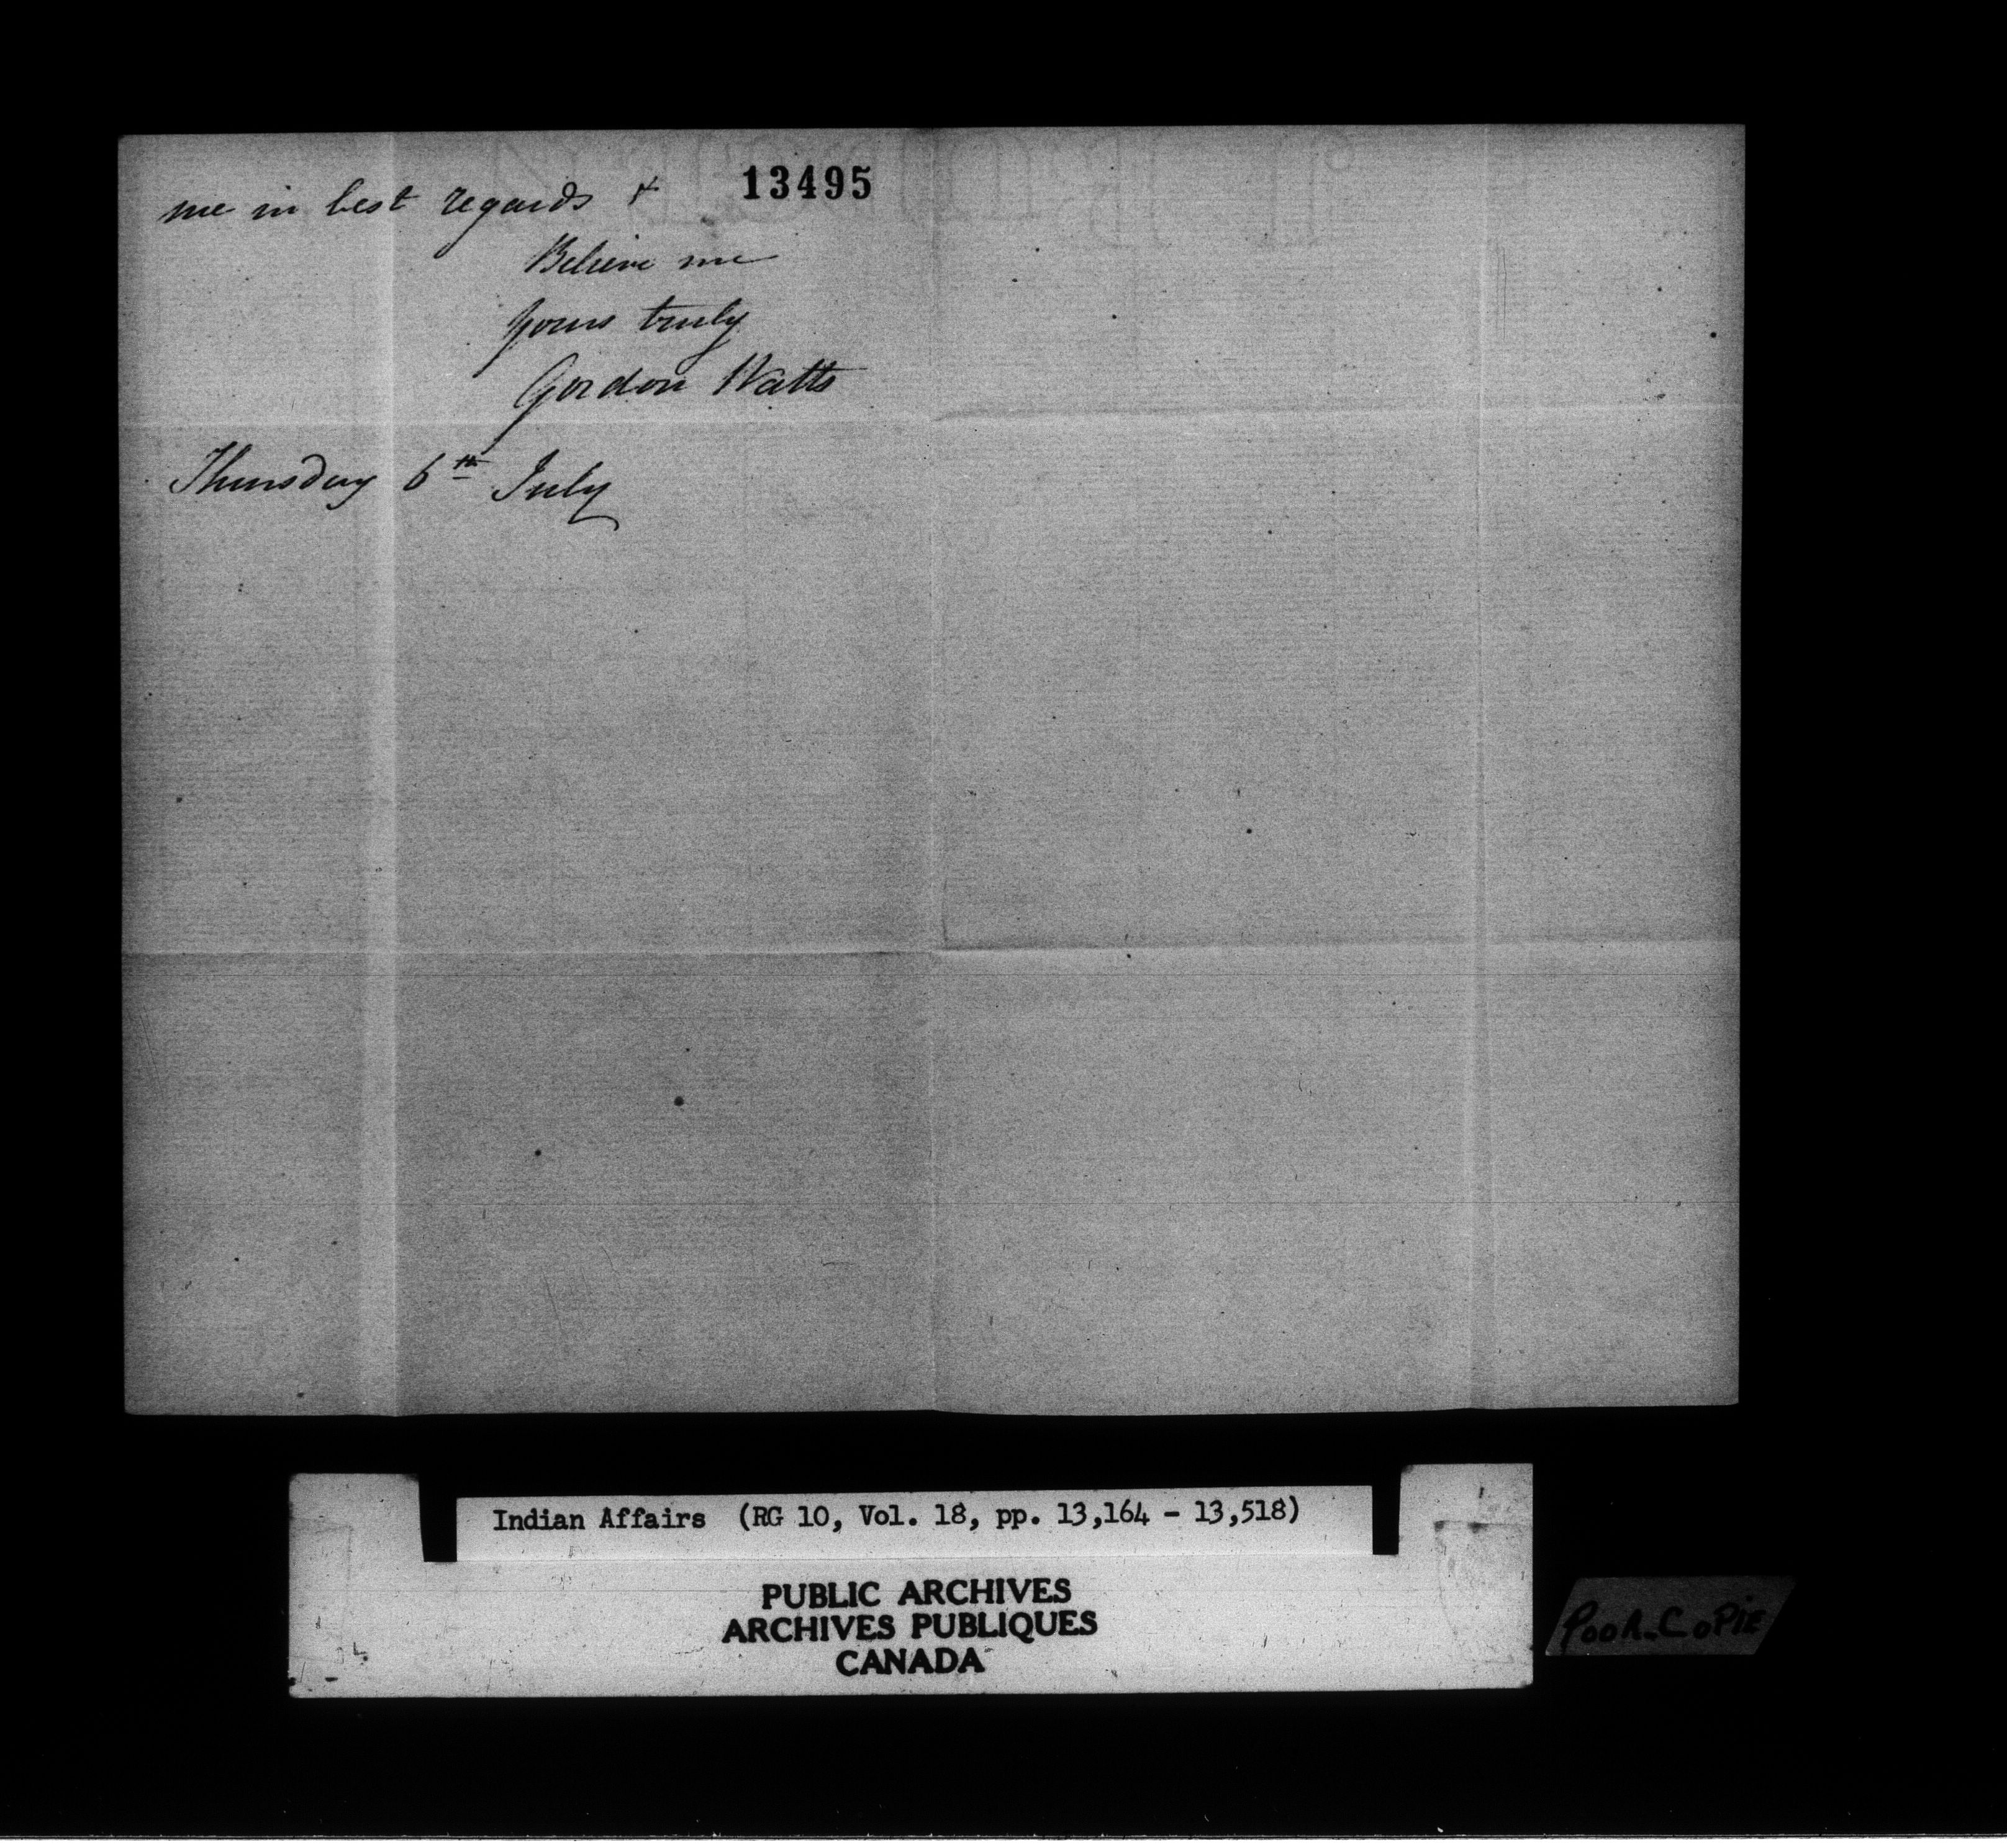 13495
me in best regards &
Believe me
Yours truly
Gordon Watts
Thursday 6th July
Indian Affairs (RG 10, Vol. 18, pp. 13,164 - 13,518)
PUBLIC ARCHIVES
ARCHIVES PUBLIQUES
CANADA
POOR COPIE